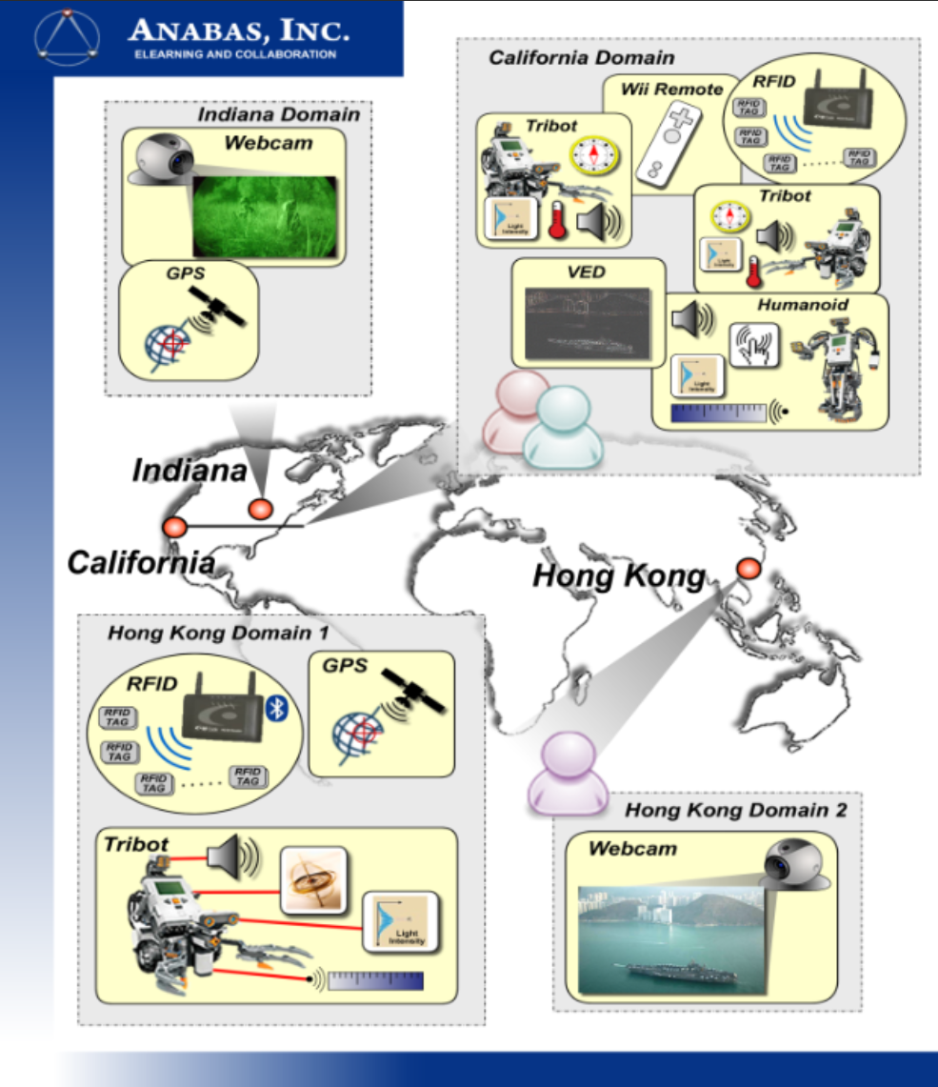 ANABAS, INC.
ELEARNING AND COLLABORATION
Indiana Domain
Webcam
GPS
California Domain
Wii Remote
RFID
RFID
TAG
RFID
TAG
RFID
TAG
RFID
TAG
Tribot
Light
Intensity
Tribot
Light
Intensity
VED
Humanoid
Light
Intensity
Indiana
California
Hong Kong
Hong Kong Domain 1
RFID
RFID
TAG
RFID
TAG
RFID
TAG
RFID
TAG
GPS
Tribot
Light
Intensity
Hong Kong Domain 2
Webcam